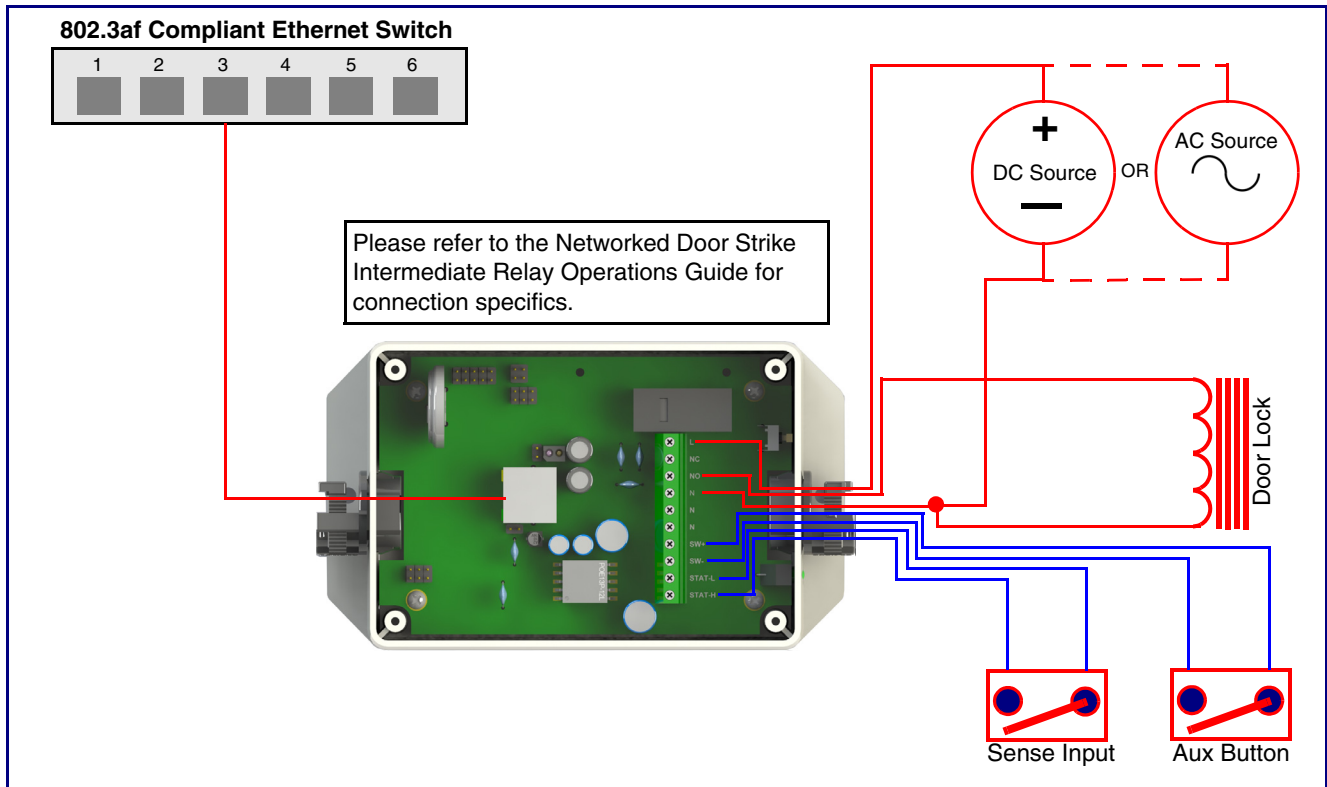 802.3af Compliant Ethernet Switch
1 2 3 4 5 6
+
DC Source
OR
AC Source
Please refer to the Networked Door Strike
Intermediate Relay Operations Guide for
connection specifics.
Door Lock
L
NC
NO
N
N
N
SW+
SW-
STAT-L
STAT-H
Sense Input
Aux Button